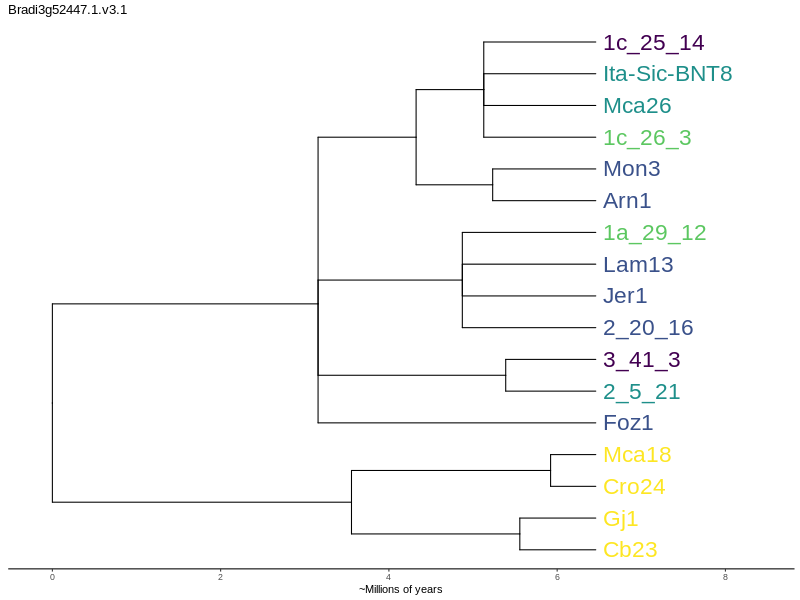 Bradi3g52447.1.v3.1
1c_25_14
Ita-Sic-BNT8
Mca26
1c_26_3
Mon3
Arn1
1a_29_12
Lam13
Jer1
2_20_16
3_41_3
2_5_21
Foz1
Mca18
Cro24
Gj1
Cb23
0 2 4 6 8
~Millions of years